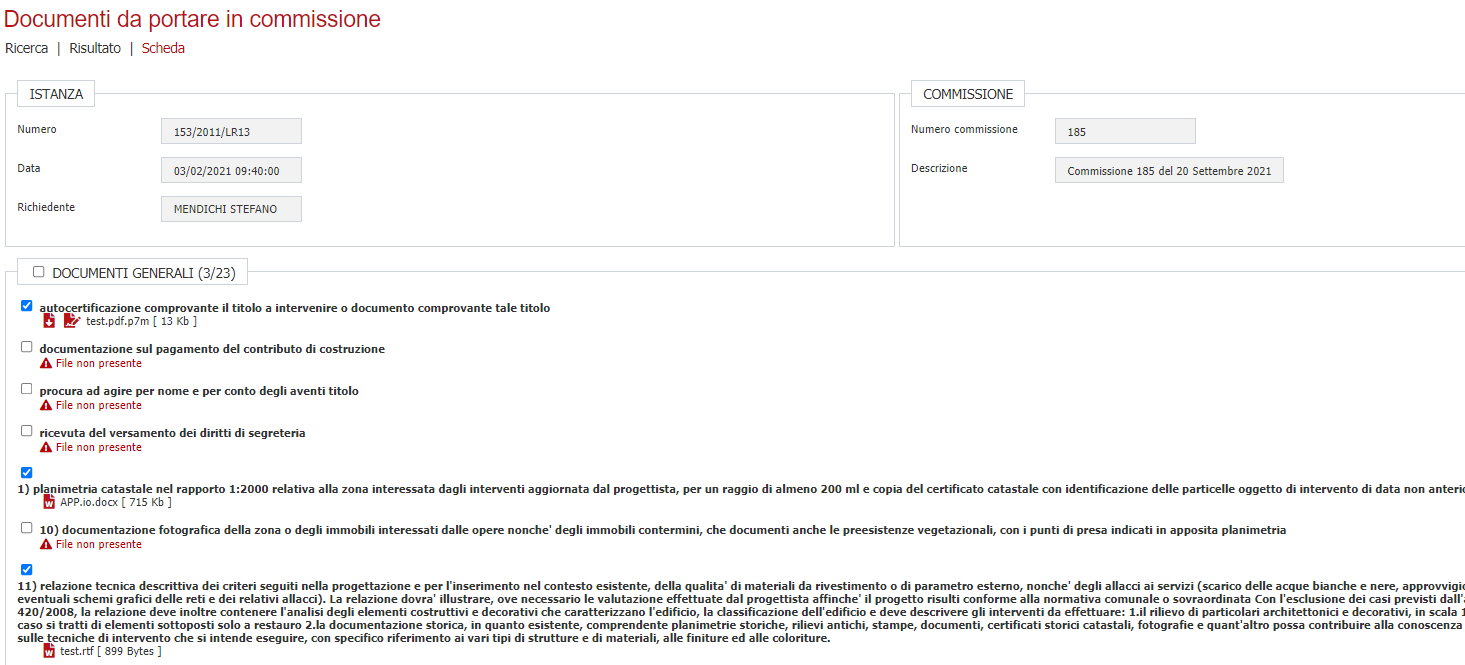 Documenti da portare in commissione
Ricerca | Risultato | Scheda
ISTANZA
Numero 153/2011/LR13
Data 03/02/2021 09:40:00
Richiedente MENDICHI STEFANO
COMMISSIONE
Numero commissione 185
Descrizione Commissione 185 del 20 Settembre 2021
DOCUMENTI GENERALI (3/23)
autocertificazione comprovante il titolo a intervenire o documento comprovante tale titolo
test.pdf.p7m [ 13 Kb ]
documentazione sul pagamento del contributo di costruzione
File non presente
procura ad agire per nome e per conto degli aventi titolo
File non presente
ricevuta del versamento dei diritti di segreteria
File non presente
1) planimetria catastale nel rapporto 1:2000 relativa alla zona interessata dagli interventi aggiornata dal progettista, per un raggio di almeno 200 ml e copia del certificato catastale con identificazione delle particelle oggetto di intervento di data non
APP.io.docx [ 715 Kb ]
10) documentazione fotografica della zona o degli immobili interessati dalle opere nonche' degli immobili contermini, che documenti anche le preesistenze vegetazionali, con i punti di presa indicati in apposita planimetria
File non presente
11) relazione tecnica descrittiva dei criteri seguiti nella progettazione e per l'inserimento nel contesto esistente, della qualita' di materiali da rivestimento o di parametro esterno, nonche' degli allacci ai servizi (scarico delle acque bianche e nere,
eventuali schemi grafici delle reti e dei relativi allacci). La relazione dovra' illustrare, ove necessario le valutazione effettuate dal progettista affinche' il progetto risulti conforme alla normativa comunale o sovraordinata Con l'esclusione dei casi previsti
420/2008, la relazione deve inoltre contenere l'analisi degli elementi costruttivi e decorativi che caratterizzano l'edificio, la classificazione dell'edificio e deve descrivere gli interventi da effettuare: 1.il rilievo di particolari architettonici e decorativi, in scala
caso si tratti di elementi sottoposti solo a restauro 2.la documentazione storica, in quanto esistente, comprendente planimetrie storiche, rilievi antichi, stampe, documenti, certificati storici catastali, fotografie e quant'altro possa contribuire alla conoscenza
sulle tecniche di intervento che si intende eseguire, con specifico riferimento ai vari tipi di strutture e di materiali, alle finiture ed alle coloriture.
test.rtf [ 899 Bytes ]